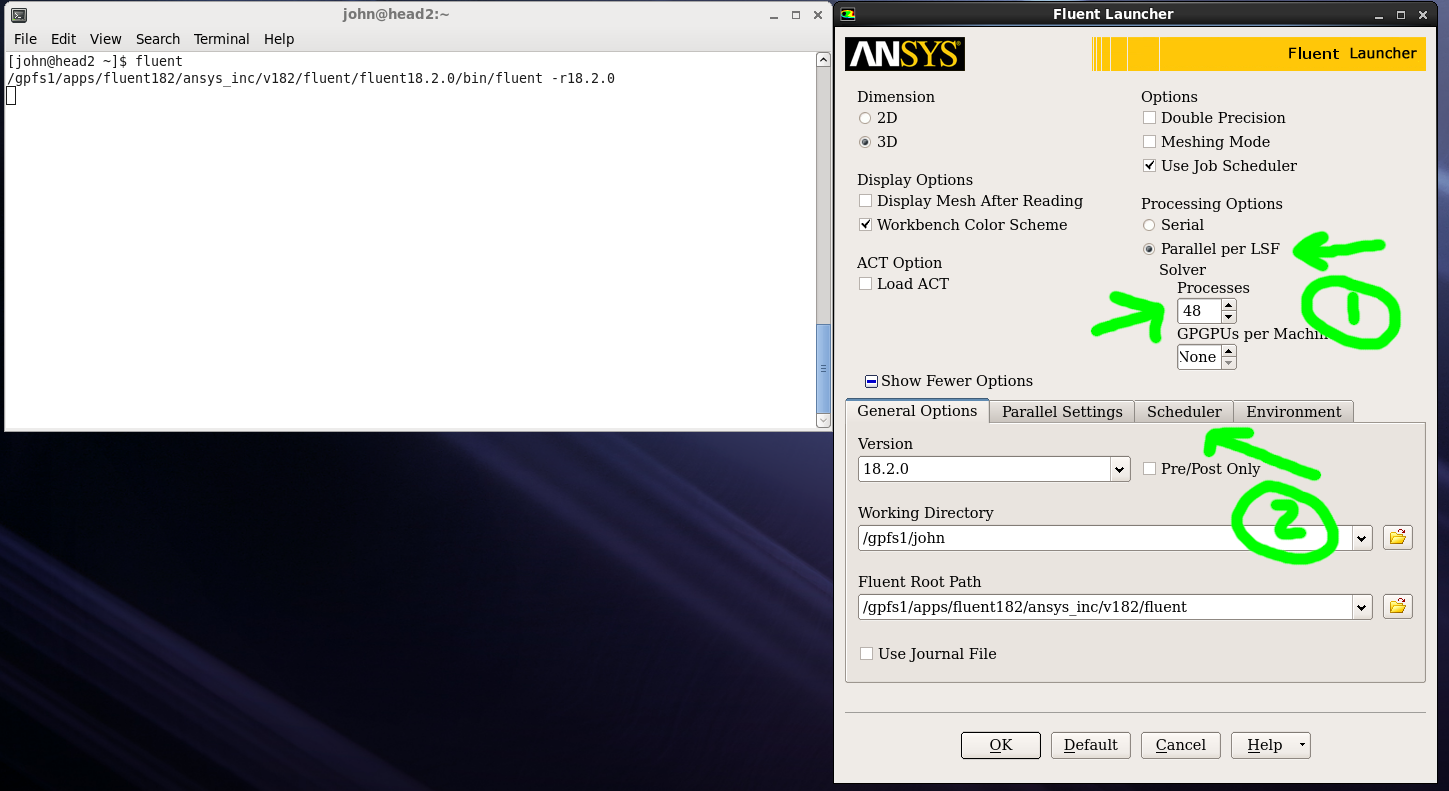 john@head2:~
File Edit View Search Terminal Help
[john@head2 ~]$ fluent
/gpfs1/apps/fluent182/ansys_inc/v182/fluent/fluent18.2.0/bin/fluent -r18.2.0
Fluent Launcher
ANSYS
Fluent Launcher
Dimension
2D
3D
Display Options
Display Mesh After Reading
Workbench Color Scheme
ACT Option
Load ACT
Options
Double Precision
Meshing Mode
Use Job Scheduler
Processing Options
Serial
Parallel per LSF
Solver
Processes
48
1
GPGPUs per Machin
None
Show Fewer Options
General Options Parallel Settings Scheduler Environment
Version
18.2.0
Pre/Post Only
2
Working Directory
/gpfs1/john
Fluent Root Path
/gpfs1/apps/fluent182/ansys_inc/v182/fluent
Use Journal File
OK Default Cancel Help